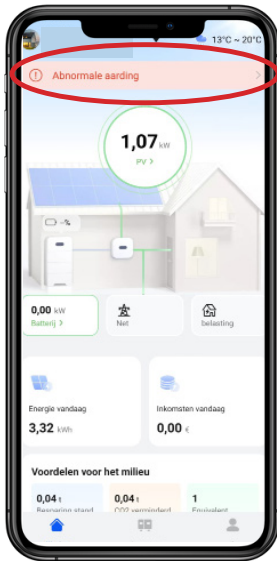 13°C ~ 20°C
Abnormale aarding
1,07 kW
PV >
-%
0,00 kW
Batterij >
Net
belasting
Energie vandaag
3,32 kWh
Inkomsten vandaag
0,00 €
Voordelen voor het milieu
0,04 t
Besparing stand
0,04 t
CO2 verminderd
1
Equivalent